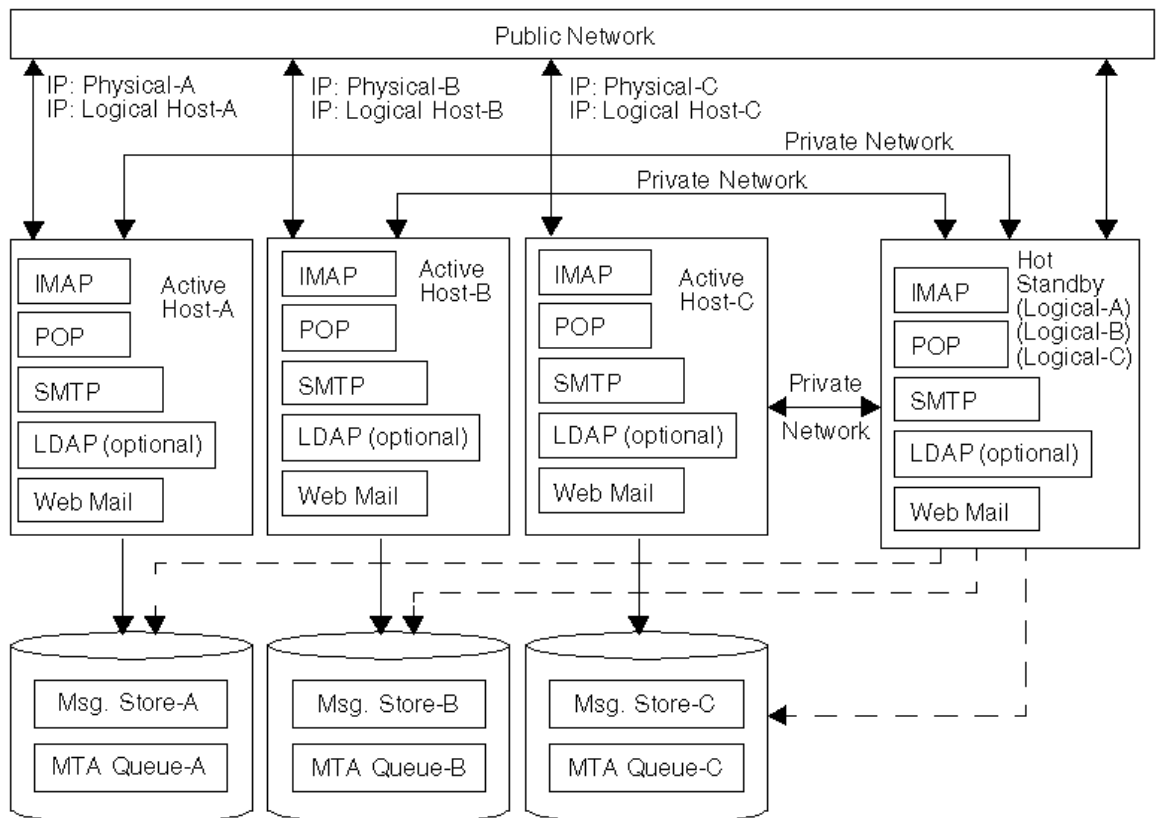 Public Network
IP: Physical-A
IP: Logical Host-A
IP: Physical-B
IP: Logical Host-B
IP: Physical-C
IP: Logical Host-C
Private Network
Private Network
Active
Host-A
IMAP
POP
SMTP
LDAP (optional)
Web Mail
Active
Host-B
IMAP
POP
SMTP
LDAP (optional)
Web Mail
Active
Host-C
IMAP
POP
SMTP
LDAP (optional)
Web Mail
Private
Network
Hot
Standby
(Logical-A)
(Logical-B)
(Logical-C)
IMAP
POP
SMTP
LDAP (optional)
Web Mail
Msg. Store-A
MTA Queue-A
Msg. Store-B
MTA Queue-B
Msg. Store-C
MTA Queue-C